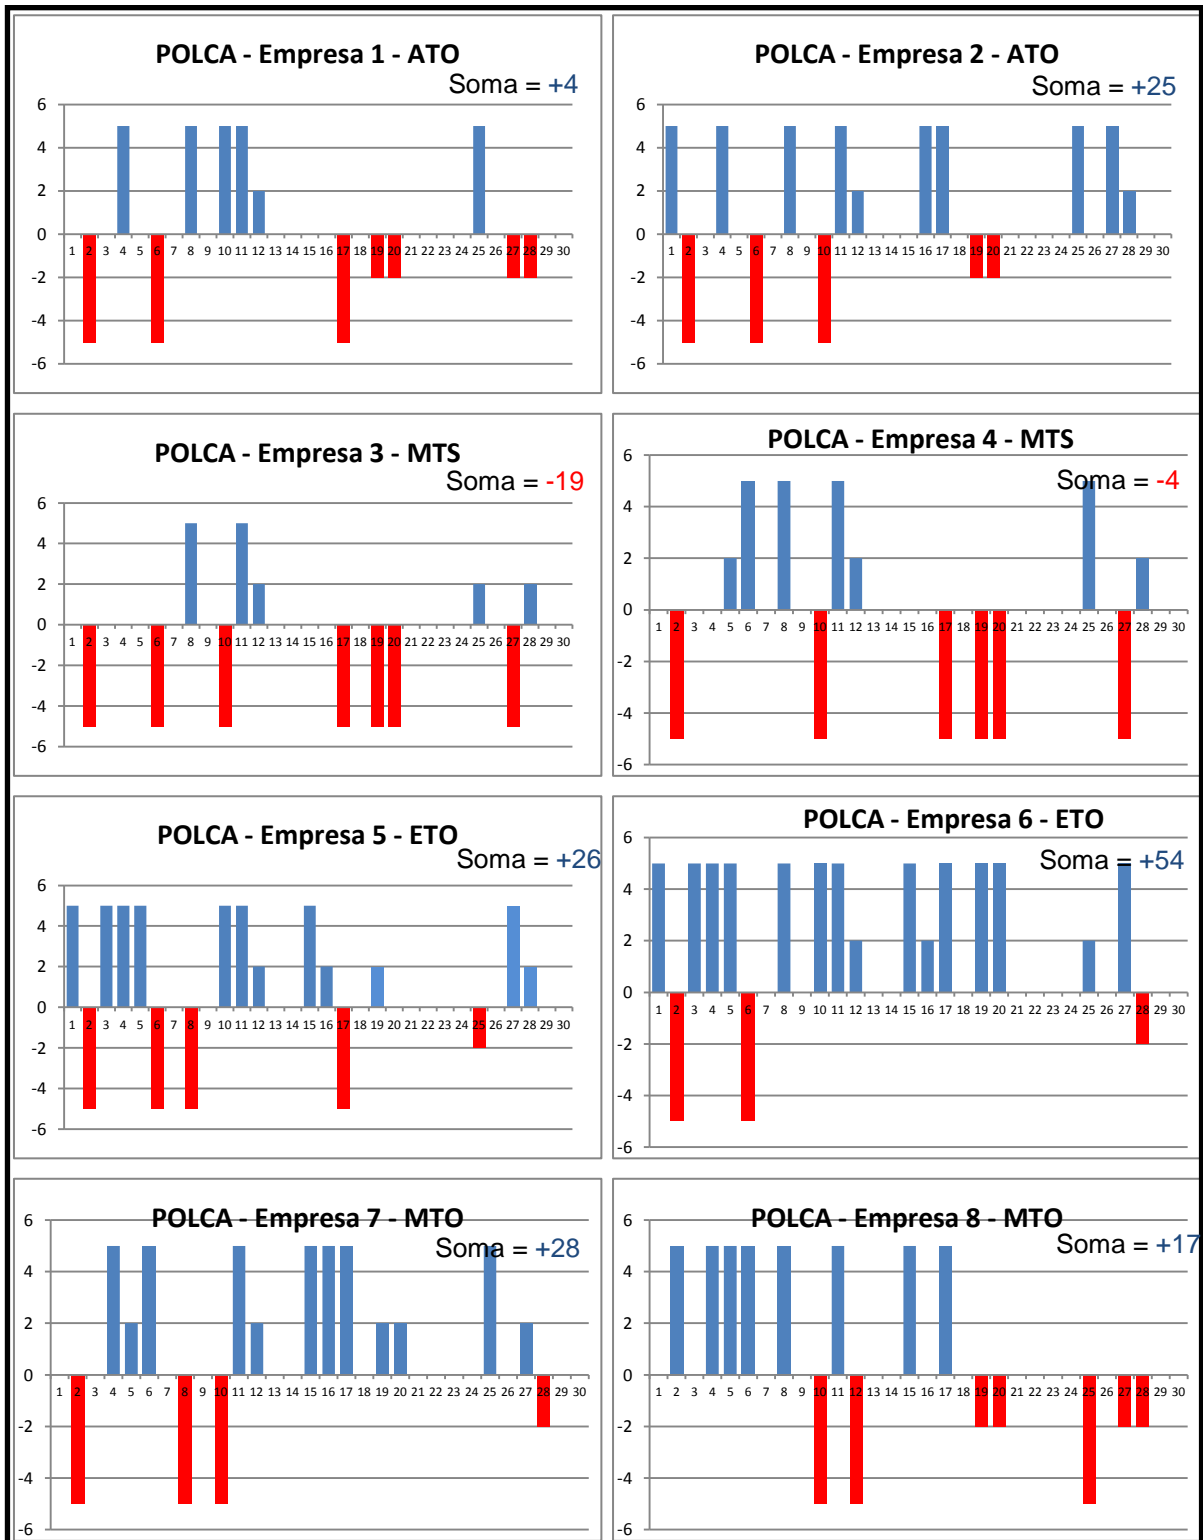 POLCA - Empresa 1 - ATO
Soma = +4
6
4
2
0
-2
-4
-6
1 2 3 4 5 6 7 8 9 10 11 12 13 14 15 16 17 18 19 20 21 22 23 24 25 26 27 28 29 30
POLCA - Empresa 2 - ATO
Soma = +25
6
4
2
0
-2
-4
-6
1 2 3 4 5 6 7 8 9 10 11 12 13 14 15 16 17 18 19 20 21 22 23 24 25 26 27 28 29 30
POLCA - Empresa 3 - MTS
Soma = -19
6
4
2
0
-2
-4
-6
1 2 3 4 5 6 7 8 9 10 11 12 13 14 15 16 17 18 19 20 21 22 23 24 25 26 27 28 29 30
POLCA - Empresa 4 - MTS
Soma = -4
6
4
2
0
-2
-4
-6
1 2 3 4 5 6 7 8 9 10 11 12 13 14 15 16 17 18 19 20 21 22 23 24 25 26 27 28 29 30
POLCA - Empresa 5 - ETO
Soma = +26
6
4
2
0
-2
-4
-6
1 2 3 4 5 6 7 8 9 10 11 12 13 14 15 16 17 18 19 20 21 22 23 24 25 26 27 28 29 30
POLCA - Empresa 6 - ETO
Soma = +54
6
4
2
0
-2
-4
-6
1 2 3 4 5 6 7 8 9 10 11 12 13 14 15 16 17 18 19 20 21 22 23 24 25 26 27 28 29 30
POLCA - Empresa 7 - MTO
Soma = +28
6
4
2
0
-2
-4
-6
1 2 3 4 5 6 7 8 9 10 11 12 13 14 15 16 17 18 19 20 21 22 23 24 25 26 27 28 29 30
POLCA - Empresa 8 - MTO
Soma = +17
6
4
2
0
-2
-4
-6
1 2 3 4 5 6 7 8 9 10 11 12 13 14 15 16 17 18 19 20 21 22 23 24 25 26 27 28 29 30